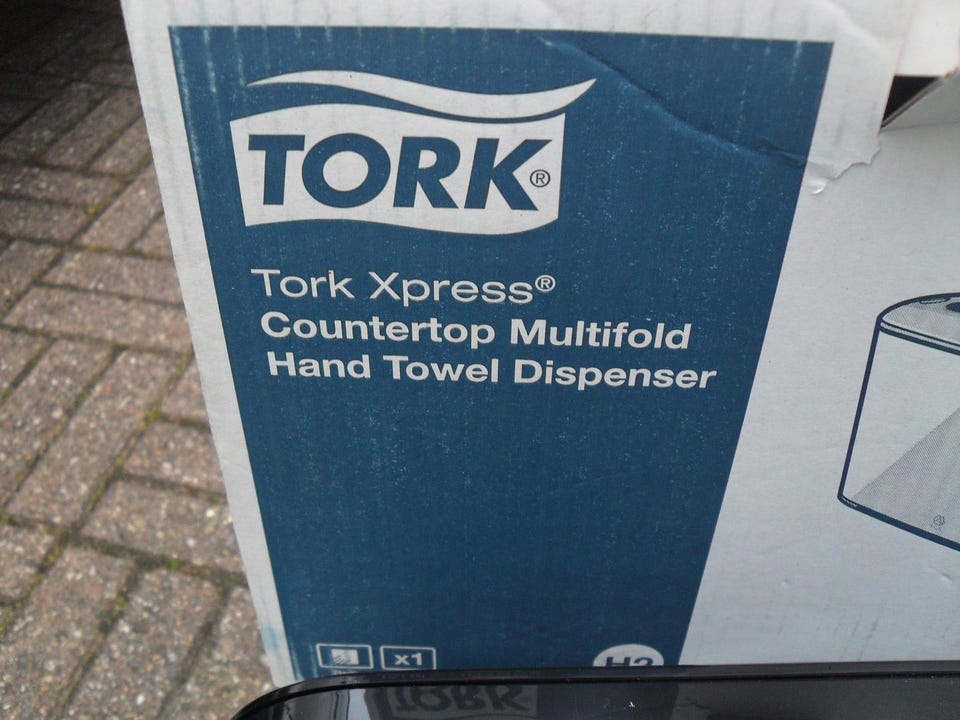 TORK®
Tork Xpress®
Countertop Multifold
Hand Towel Dispenser
x1